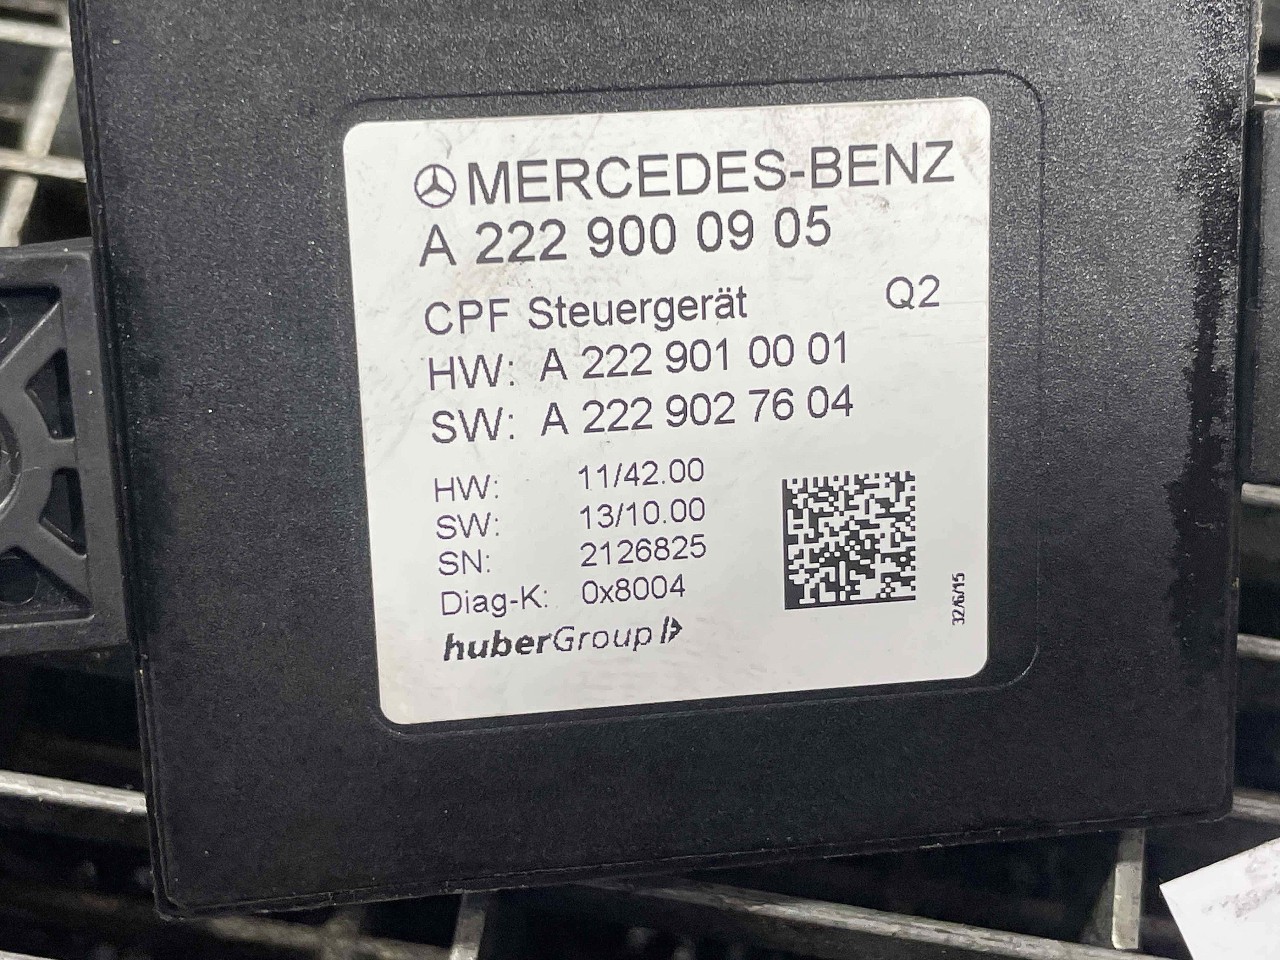 MERCEDES-BENZ
A 222 900 09 05
CPF Steuergerät Q2
HW: A 222 901 00 01
SW: A 222 902 76 04
HW: 11/42.00
SW: 13/10.00
SN: 2126825
Diag-K: 0x8004
huberGroup
32/6/15